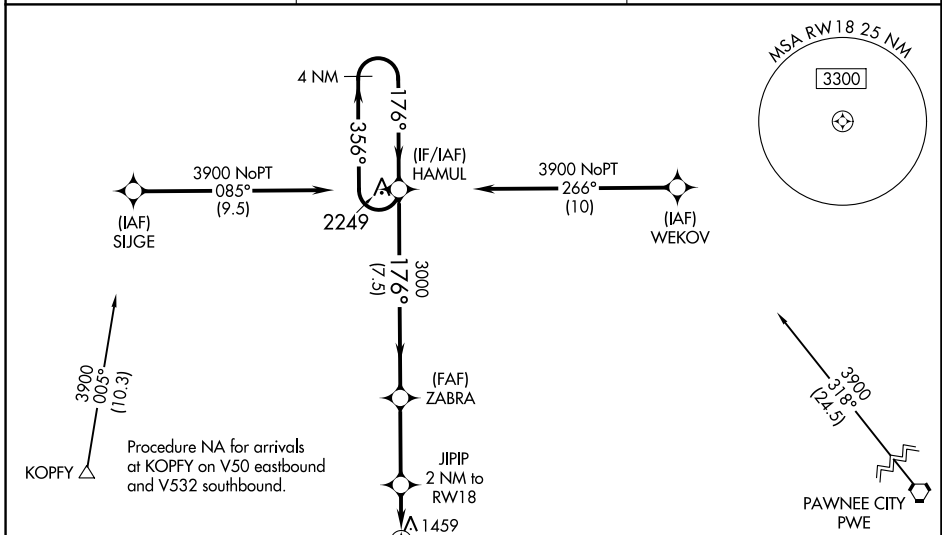 MSA RW18 25 NM
3300
4 NM
176°
356°
(IF/IAF)
HAMUL
3900 NoPT
085°
(9.5)
3900 NoPT
266°
(10)
(IAF)
SIJGE
2249
(IAF)
WEKOV
3000
176°
(7.5)
3900
005°
(10.3)
(FAF)
ZABRA
3900
318°
(24.5)
Procedure NA for arrivals
at KOPFY on V50 eastbound
and V532 southbound.
KOPFY
JIPIP
2 NM to
RW18
PAWNEE CITY
PWE
1459